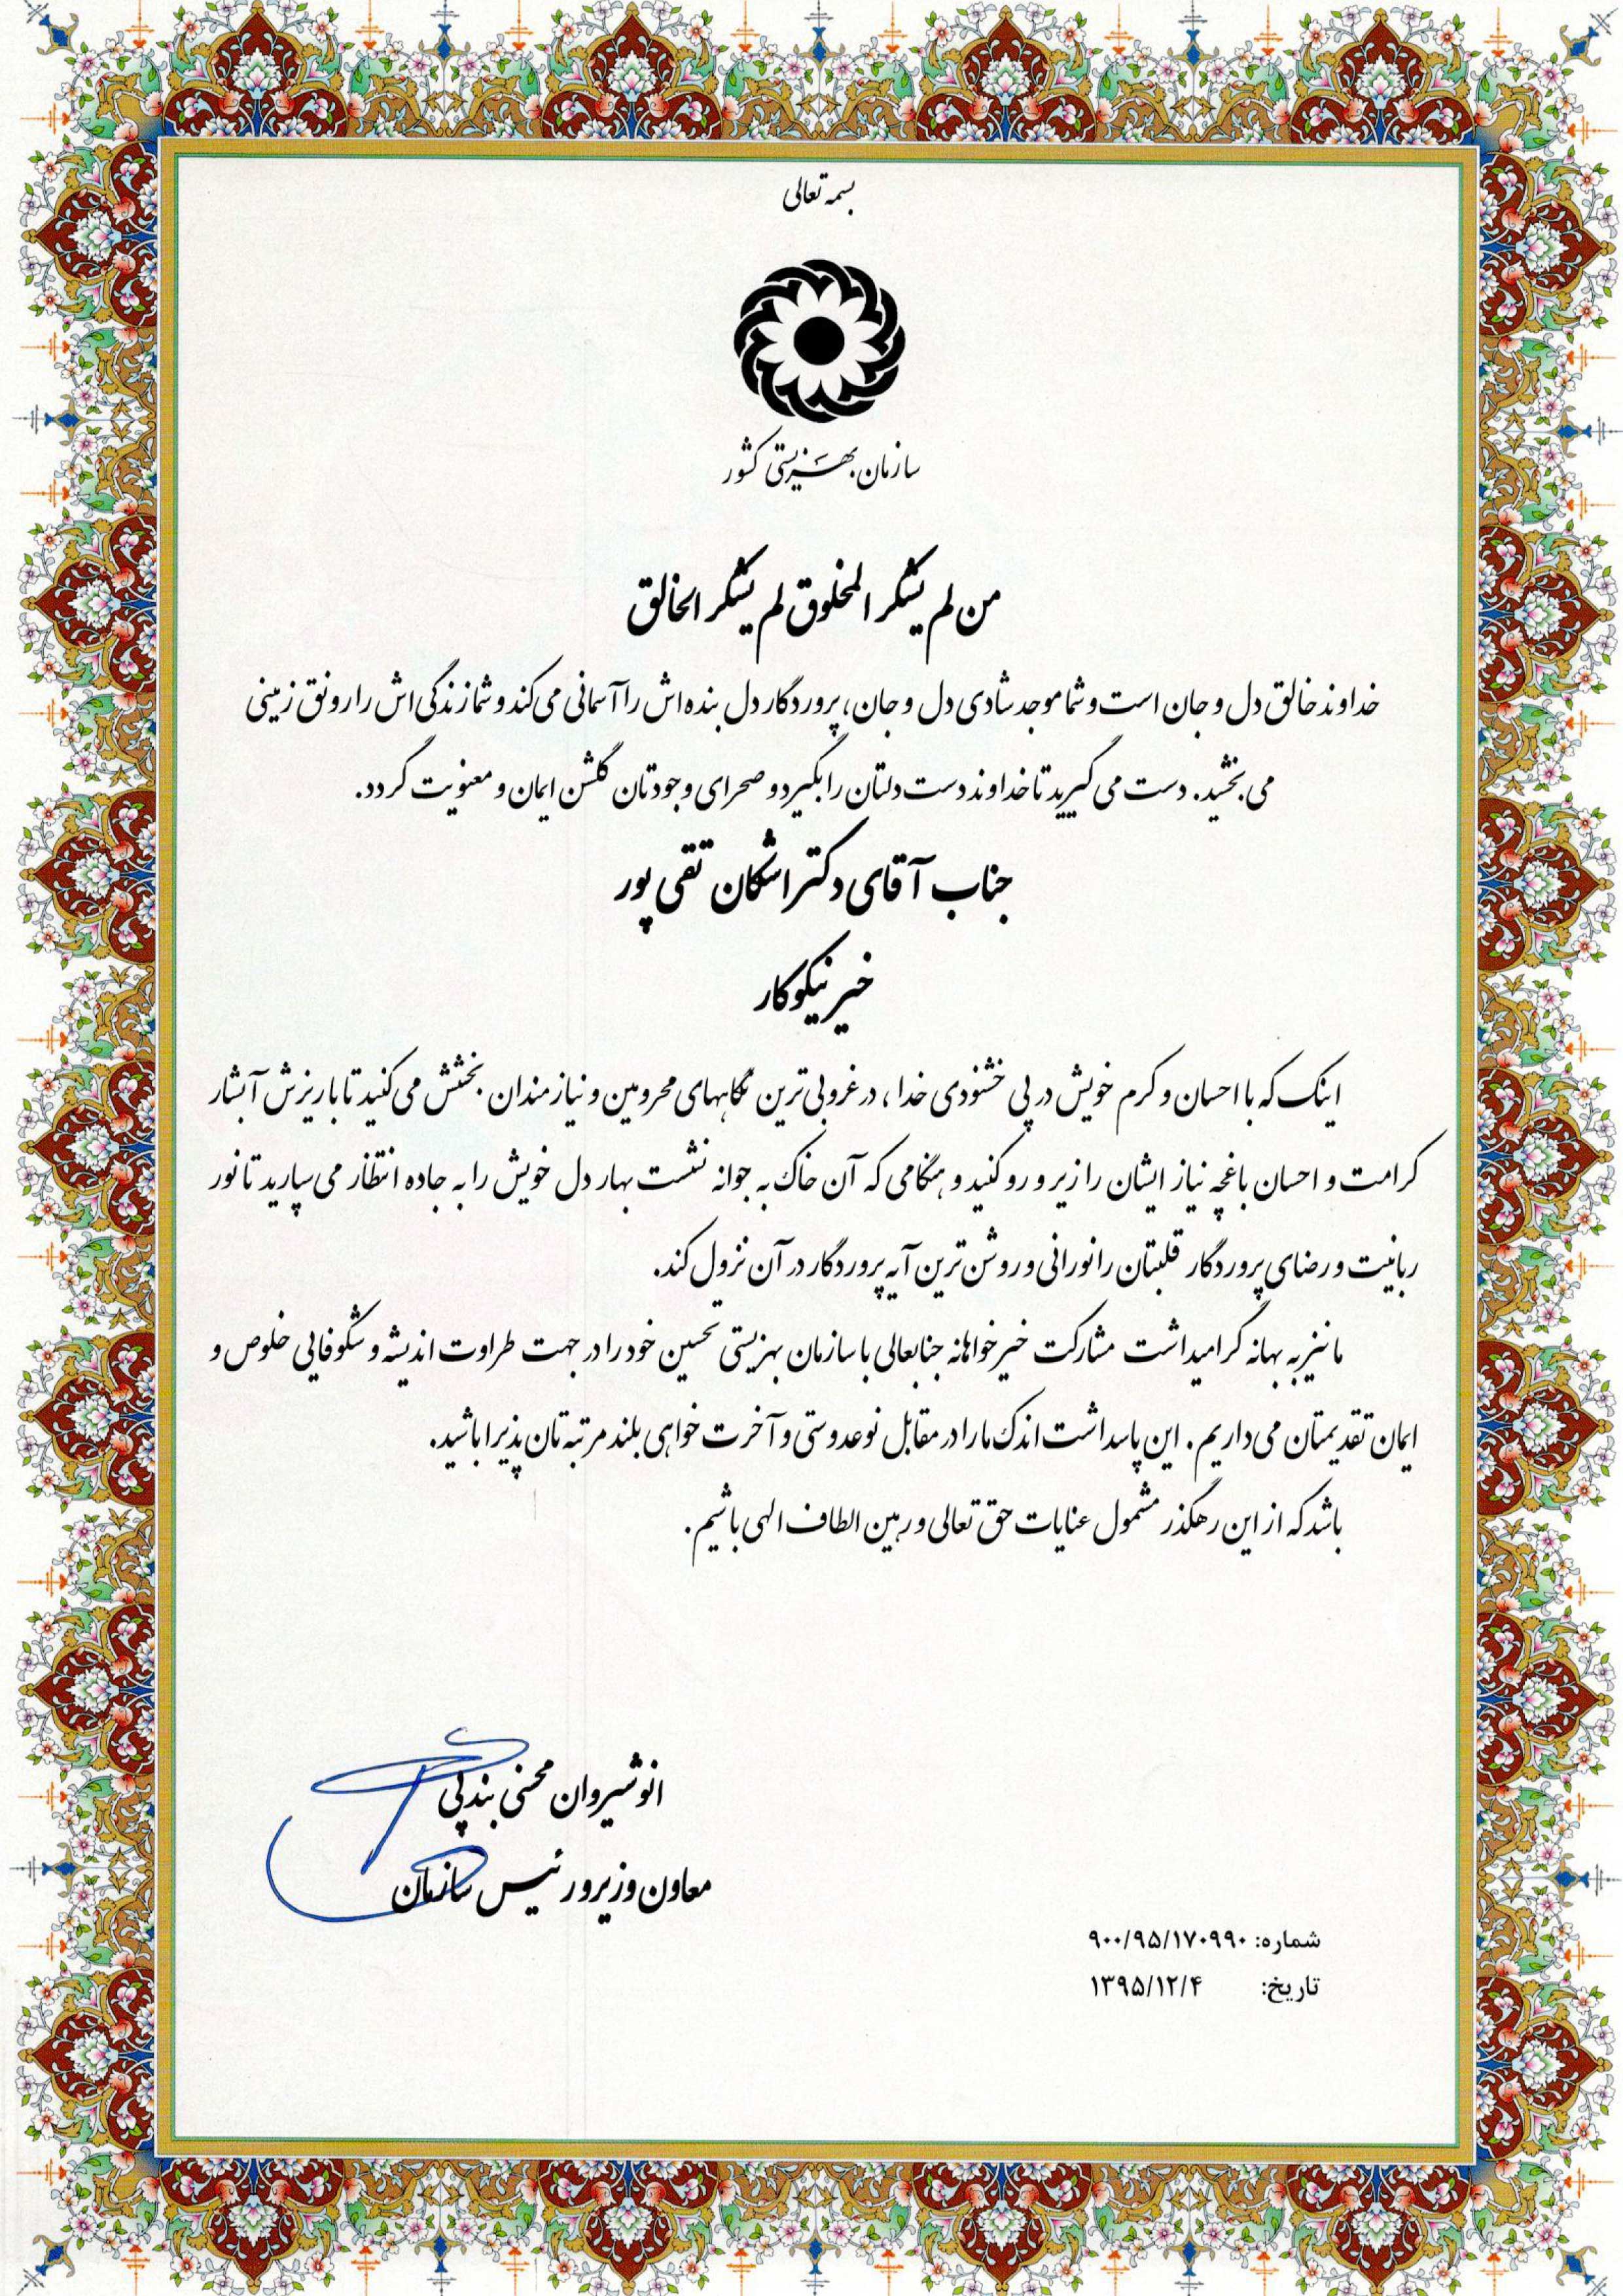 بسمه تعالی
سازمان بهزیستی کشور
من لم یشکر المخلوق لم یشکر الخالق
خداوند خالق دل و جان است و شما موجد شادی دل و جان، پروردگار دل بنده اش را آسمانی می کند و شما زندگی اش را رونق زمینی
می بخشید. دست می گیرید تا خداوند دست دلتان را بگیرد و صحرای وجودتان گلشن ایمان و معنویت گردد.
جناب آقای دکتر اشکان تقی پور
خیر نیکوکار
اینک که با احسان و کرم خویش در پی خشنودی خدا، در غروبی ترین نگاههای محرومین و نیازمندان بخشش می کنید تا با ریزش آبشار
کرامت و احسان باغچه نیاز ایشان را زیر و رو کنید و هنگامی که آن خاک به جوانه نشست بهار دل خویش را به جاده انتظار می سپارید تا نور
ربانیت و رضای پروردگار قلبتان را نورانی و روشن ترین آیه پروردگار در آن نزول کند.
ما نیز به بهانه گرامیداشت مشارکت خیرخواهانه جنابعالی با سازمان بهزیستی تحسین خود را در جهت طراوت اندیشه و شکوفایی خلوص و
ایمان تقدیمتان می داریم. این پاسداشت اندک ما را در مقابل نوعدوستی و آخرت خواهی بلند مرتبه تان پذیرا باشید.
باشد که از این رهگذر مشمول عنایات حق تعالی و رهین الطاف الهی باشیم.
انوشیروان محسنی بندپی
معاون وزیر و رئیس سازمان
شماره: ۹۰۰/۹۵/۱۷۰۹۹۰
تاریخ: ۱۳۹۵/۱۲/۴